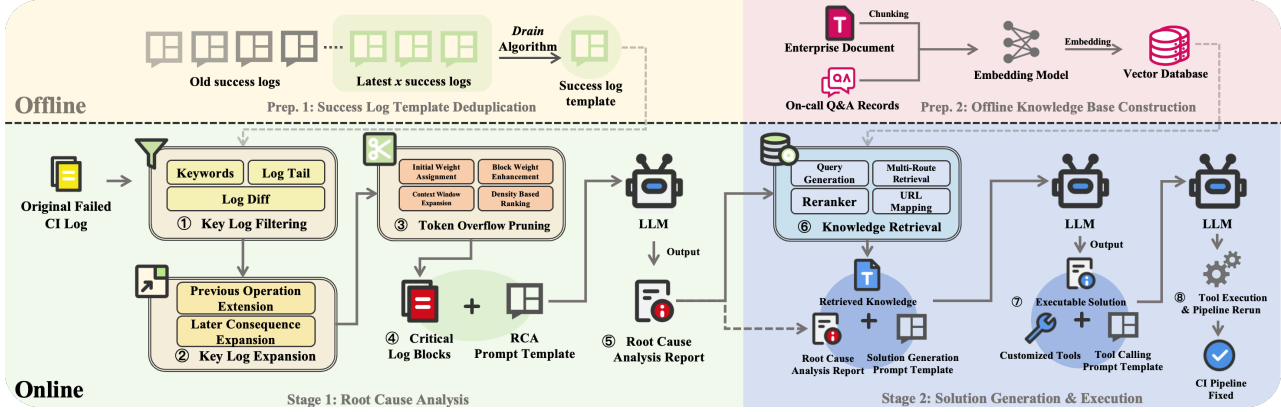 Old success logs
Latest x success logs
Drain
Algorithm
Success log
template
Offline
Prep. 1: Success Log Template Deduplication
Chunking
T
Enterprise Document
QA
On-call Q&A Records
Embedding Model
Embedding
Vector Database
Prep. 2: Offline Knowledge Base Construction
Original Failed
CI Log
Keywords
Log Tail
Log Diff
① Key Log Filtering
Previous Operation
Extension
Later Consequence
Expansion
② Key Log Expansion
Initial Weight
Assignment
Block Weight
Enhancement
Context Window
Expansion
Density Based
Ranking
③ Token Overflow Pruning
④ Critical
Log Blocks
+
RCA
Prompt Template
LLM
Output
⑤ Root Cause
Analysis Report
Query
Generation
Multi-Route
Retrieval
Reranker
URL
Mapping
⑥ Knowledge Retrieval
T
Retrieved Knowledge
+
Root Cause
Analysis Report
Solution Generation
Prompt Template
LLM
Output
⑦ Executable Solution
+
Customized Tools
Tool Calling
Prompt Template
LLM
⑧ Tool Execution
& Pipeline Rerun
CI Pipeline
Fixed
Online
Stage 1: Root Cause Analysis
Stage 2: Solution Generation & Execution